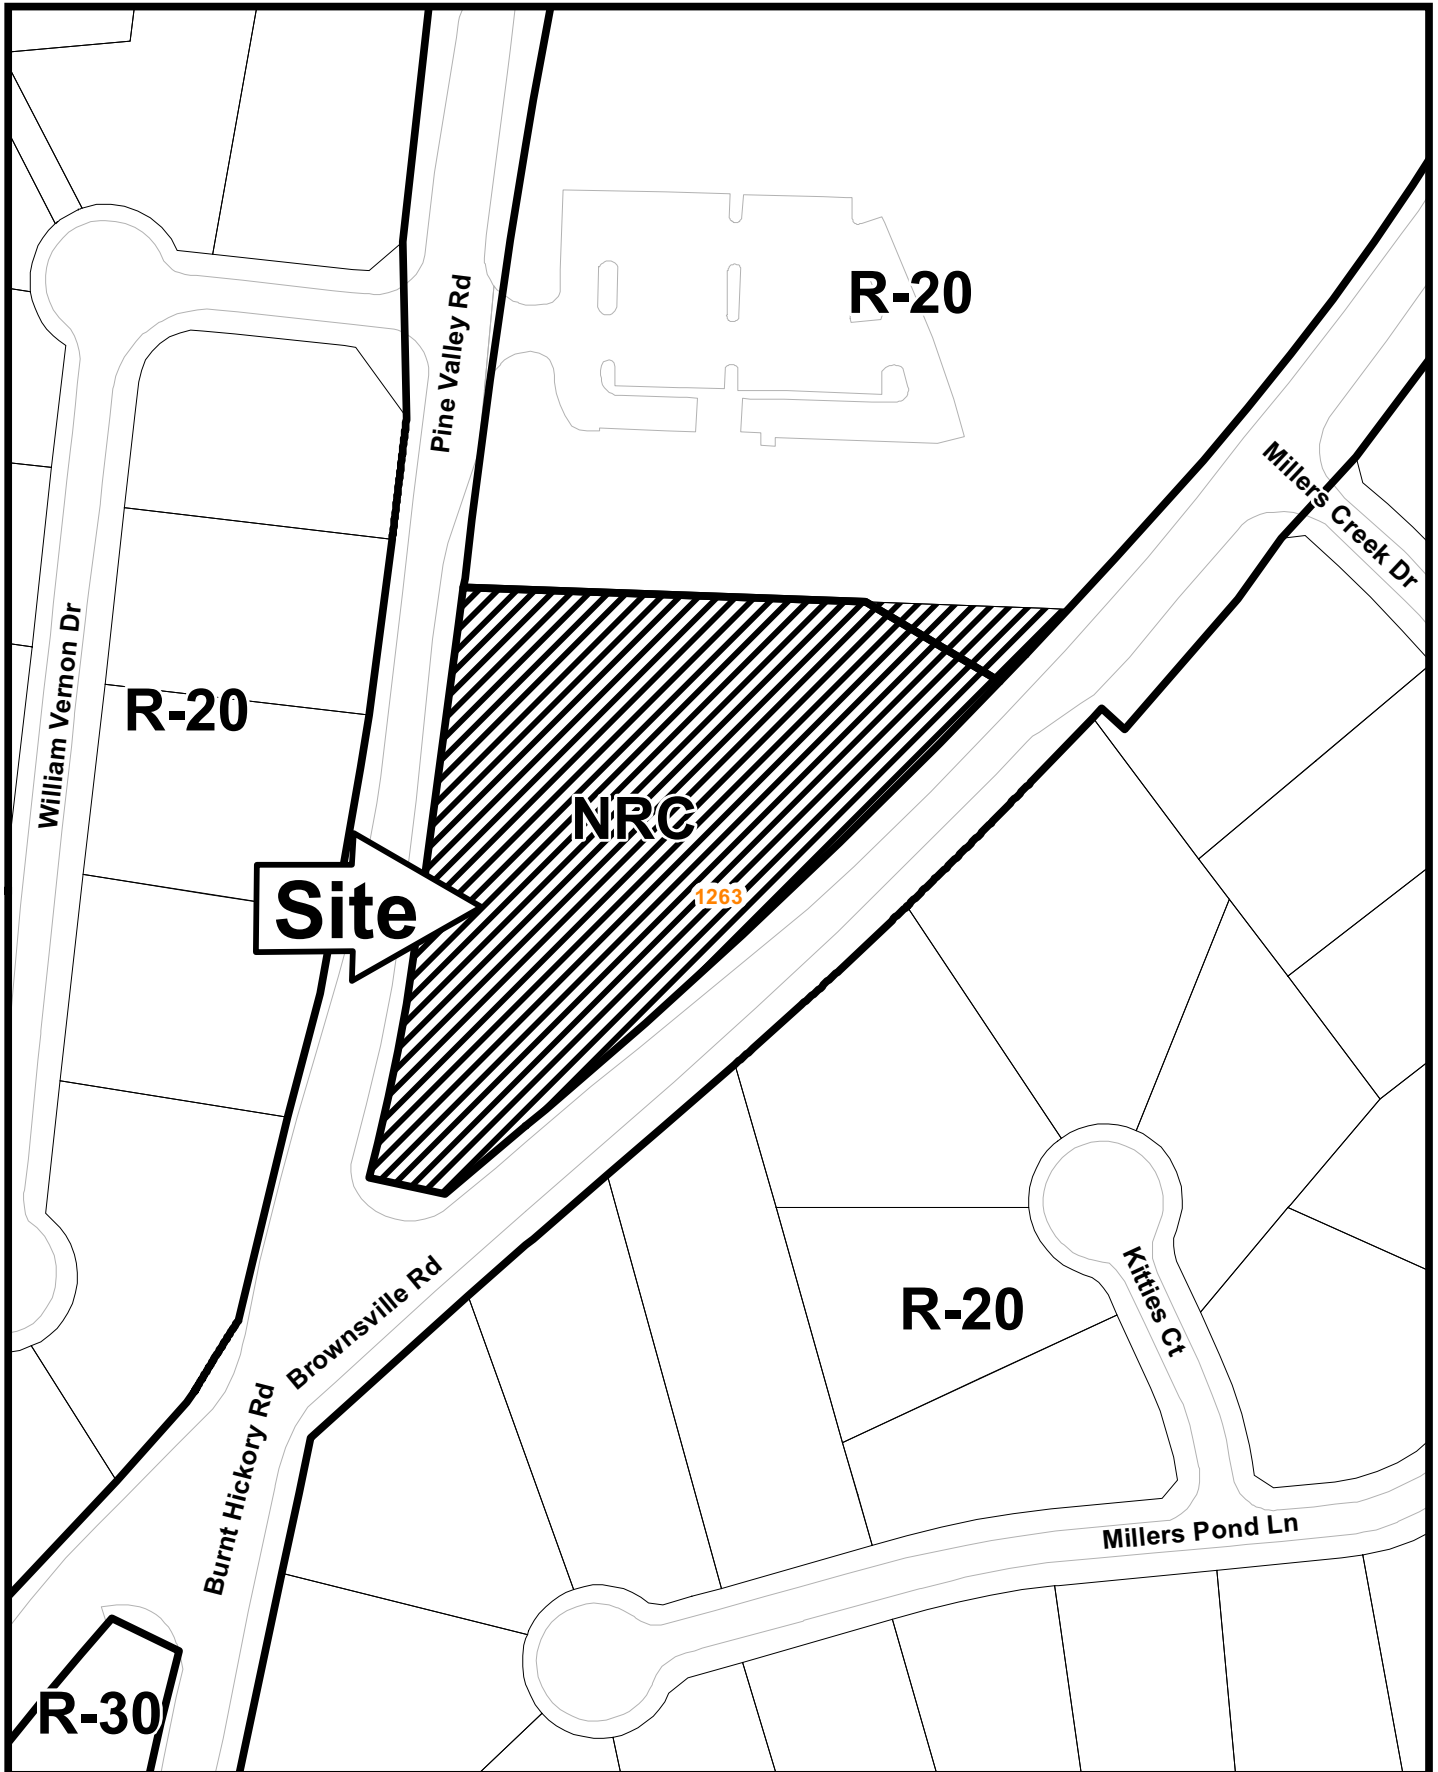 R-20
Pine Valley Rd
Millers Creek Dr
William Vernon Dr
R-20
NRC
1263
Site
Kitties Ct
R-20
Brownsville Rd
Burnt Hickory Rd
Millers Pond Ln
R-30